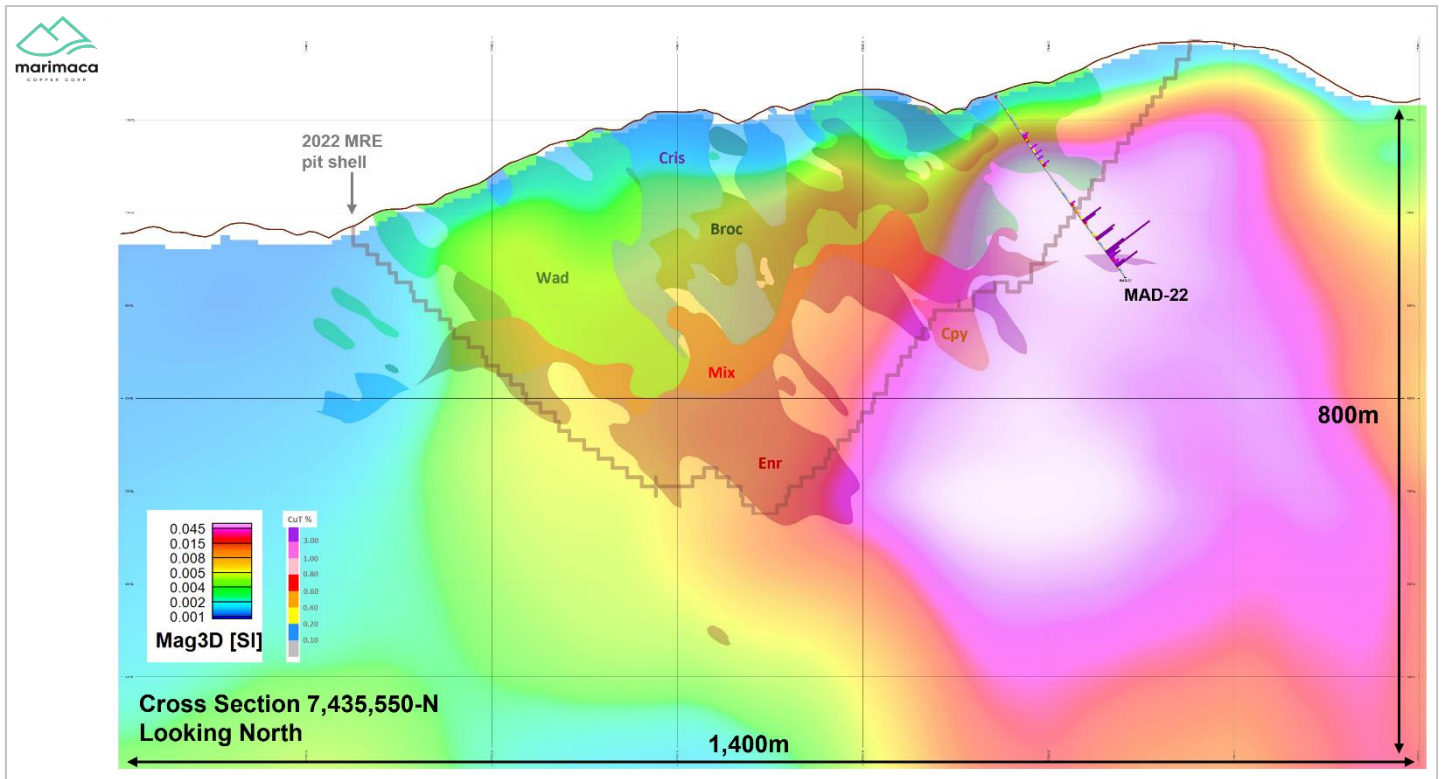 marimaca
COPPER CORP
2022 MRE
pit shell
Cris
Broc
Wad
MAD-22
Cpy
Mix
800m
Enr
CuT %
0.045
0.015
0.008
0.005
0.004
0.002
0.001
Mag3D [SI]
3.00
1.00
0.80
0.60
0.40
0.20
0.10
Cross Section 7,435,550-N
Looking North
1,400m